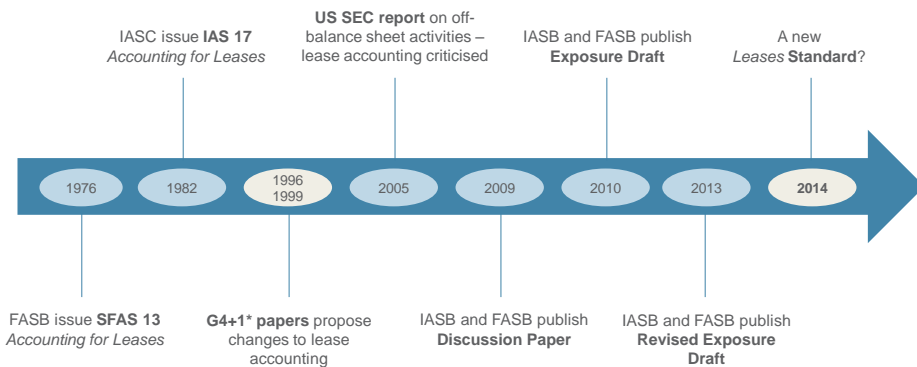 IASC issue IAS 17
Accounting for Leases
US SEC report on off-
balance sheet activities –
lease accounting criticised
IASB and FASB publish
Exposure Draft
A new
Leases Standard?
1976
1982
1996
1999
2005
2009
2010
2013
2014
FASB issue SFAS 13
Accounting for Leases
G4+1* papers propose
changes to lease
accounting
IASB and FASB publish
Discussion Paper
IASB and FASB publish
Revised Exposure
Draft